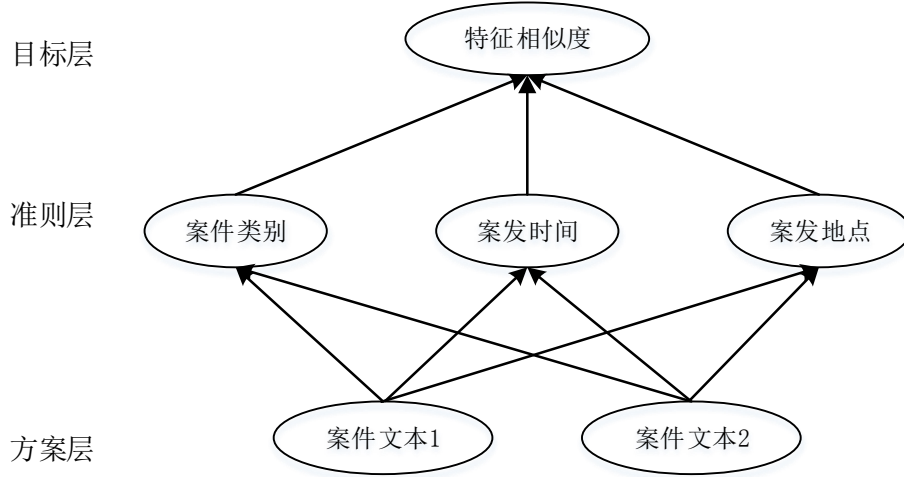 目标层
特征相似度
准则层
案件类别
案发时间
案发地点
方案层
案件文本1
案件文本2